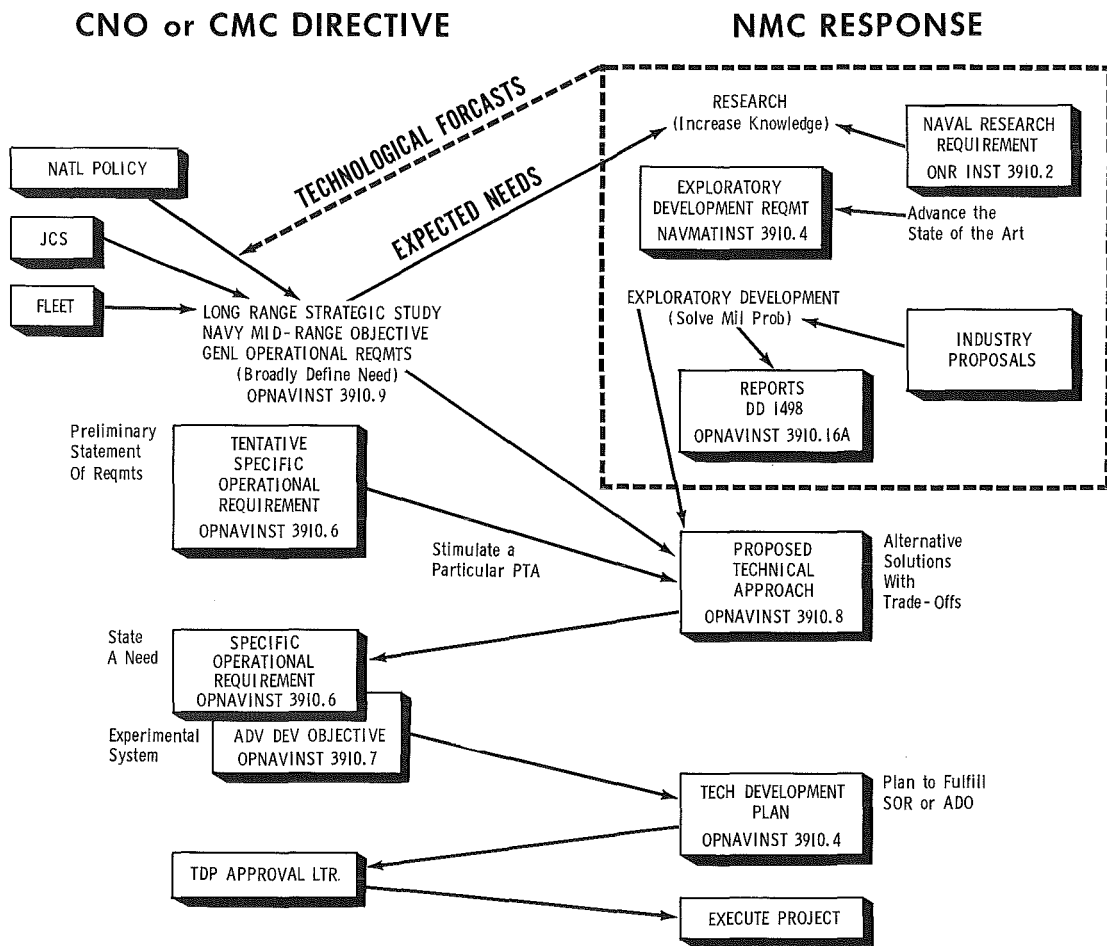 CNO or CMC DIRECTIVE
NMC RESPONSE
TECHNOLOGICAL FORCASTS
EXPECTED NEEDS
NATL POLICY
JCS
FLEET
LONG RANGE STRATEGIC STUDY
NAVY MID-RANGE OBJECTIVE
GENL OPERATIONAL REQMTS
(Broadly Define Need)
OPNAVINST 3910.9
RESEARCH
(Increase Knowledge)
NAVAL RESEARCH
REQUIREMENT
ONR INST 3910.2
EXPLORATORY
DEVELOPMENT REQMT
NAVMATINST 3910.4
Advance the
State of the Art
EXPLORATORY DEVELOPMENT
(Solve Mil Prob)
INDUSTRY
PROPOSALS
REPORTS
DD 1498
OPNAVINST 3910.16A
Preliminary
Statement
Of Reqmts
TENTATIVE
SPECIFIC
OPERATIONAL
REQUIREMENT
OPNAVINST 3910.6
Stimulate a
Particular PTA
PROPOSED
TECHNICAL
APPROACH
OPNAVINST 3910.8
Alternative
Solutions
With
Trade-Offs
State
A Need
SPECIFIC
OPERATIONAL
REQUIREMENT
OPNAVINST 3910.6
Experimental
System
ADV DEV OBJECTIVE
OPNAVINST 3910.7
TECH DEVELOPMENT
PLAN
OPNAVINST 3910.4
Plan to Fulfill
SOR or ADO
TDP APPROVAL LTR.
EXECUTE PROJECT